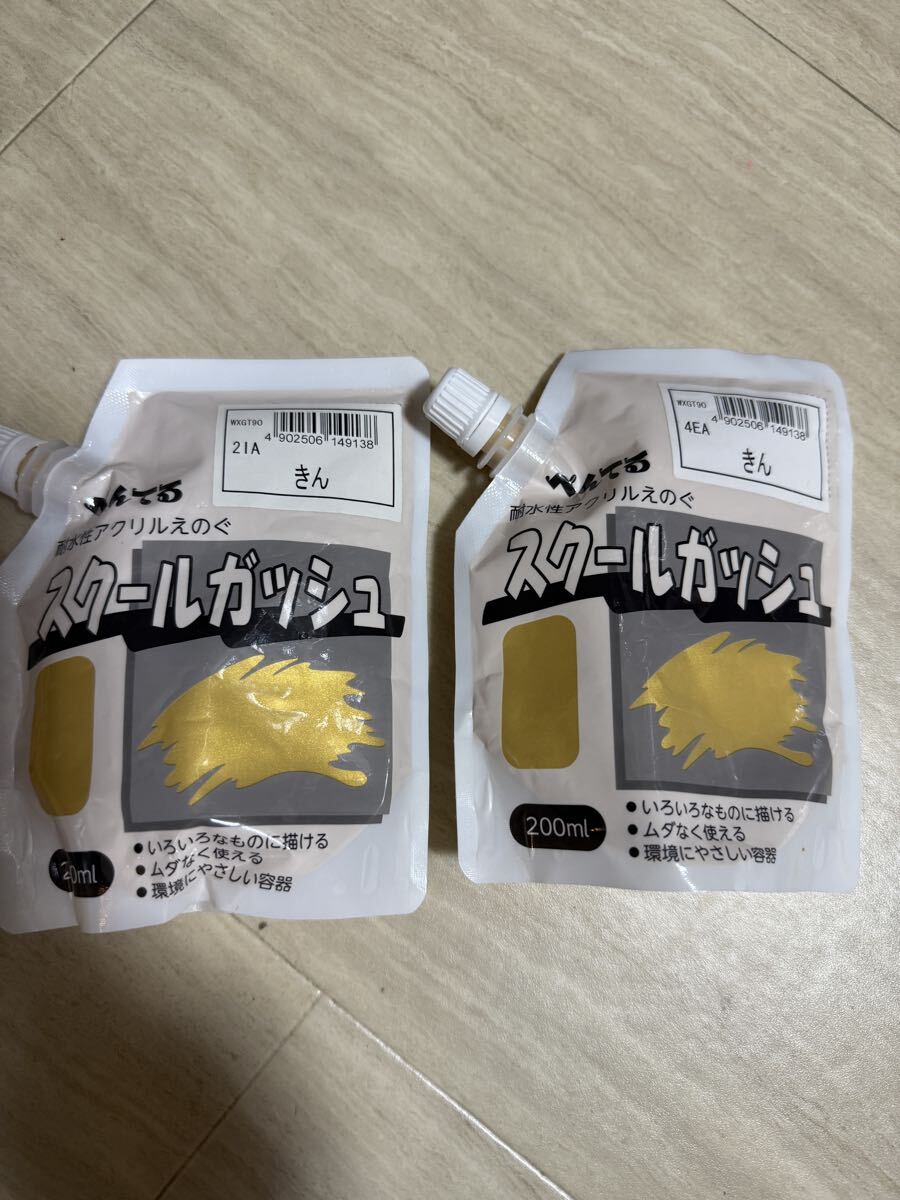 WXGT90
4 902506 149138
21A
きん
ぺんてる
耐水性アクリルえのぐ
スクールガッシュ
• いろいろなものに描ける
• ムダなく使える
• 環境にやさしい容器
WXGT90
4 902506 149138
4EA
きん
ぺんてる
耐水性アクリルえのぐ
スクールガッシュ
200ml
• いろいろなものに描ける
• ムダなく使える
• 環境にやさしい容器